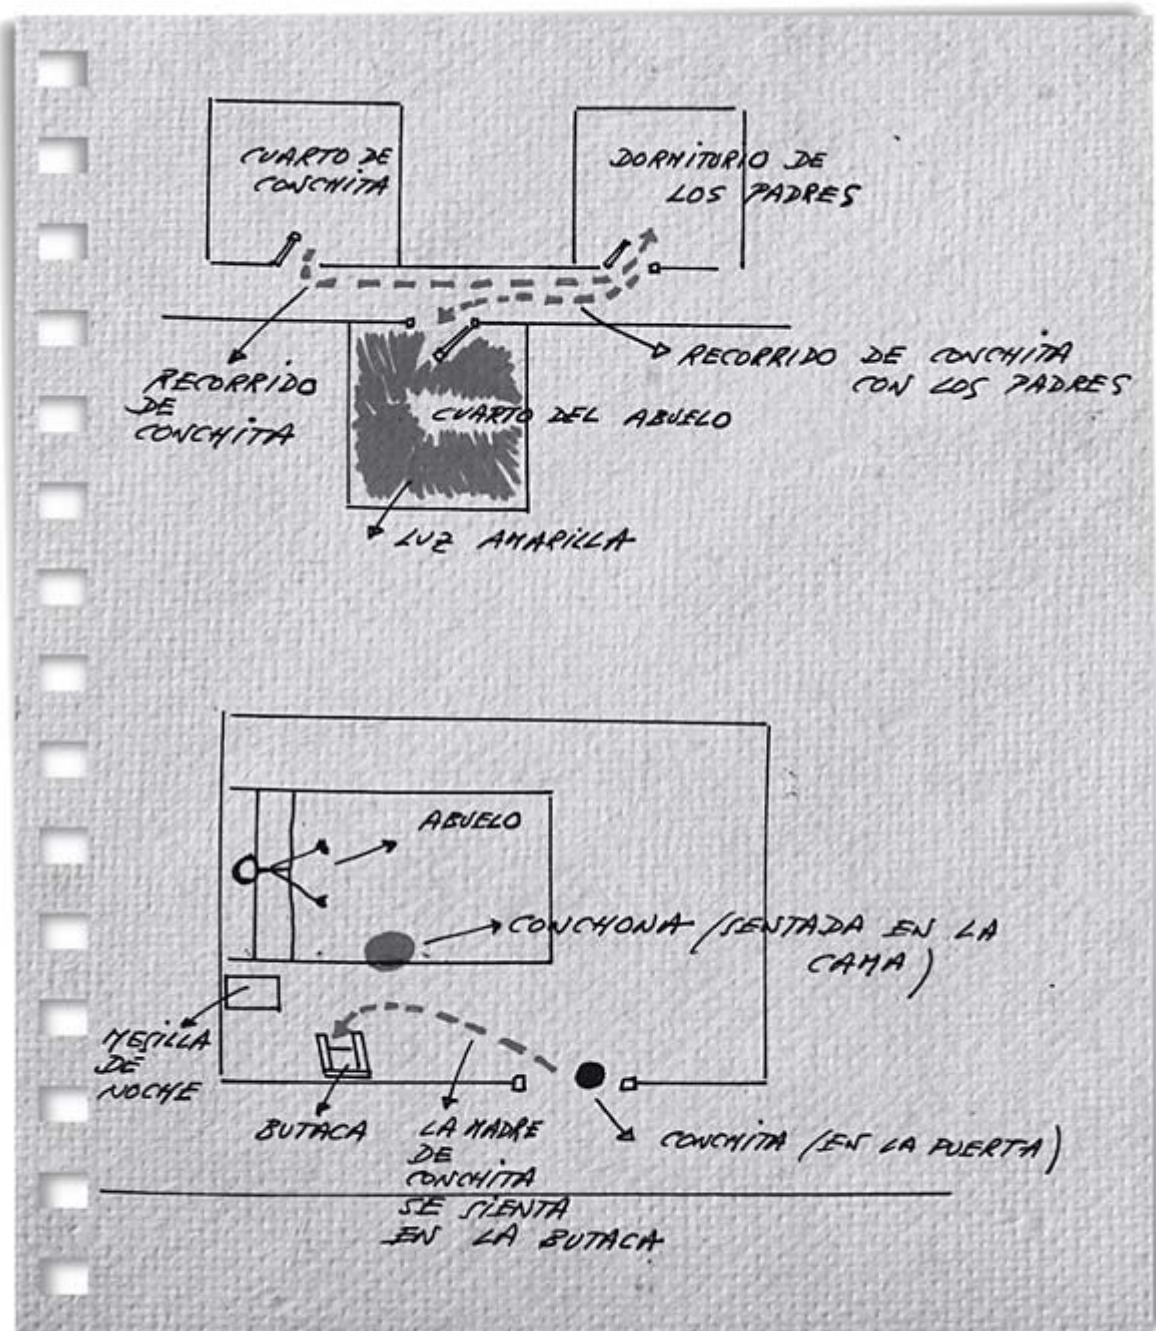 CUARTO DE
CONCHITA
DORMITORIO DE
LOS PADRES
RECORRIDO
DE
CONCHITA
RECORRIDO DE CONCHITA
CON LOS PADRES
CUARTO DEL ABUELO
LUZ AMARILLA
ABUELO
CONCHONA (SENTADA EN LA
CAMA)
MESILLA
DE
NOCHE
BUTACA
LA MADRE
DE
CONCHITA
SE SIENTA
EN LA BUTACA
CONCHITA (EN LA PUERTA)